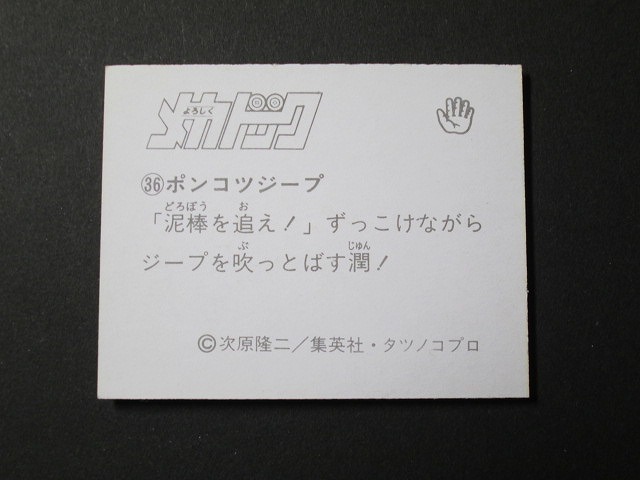 よろしく
メカドック
㊱ポンコツジープ
どろぼう お
「泥棒を追え！」ずっこけながら
ぶ じゅん
ジープを吹っとばす潤！
©次原隆二／集英社・タツノコプロ